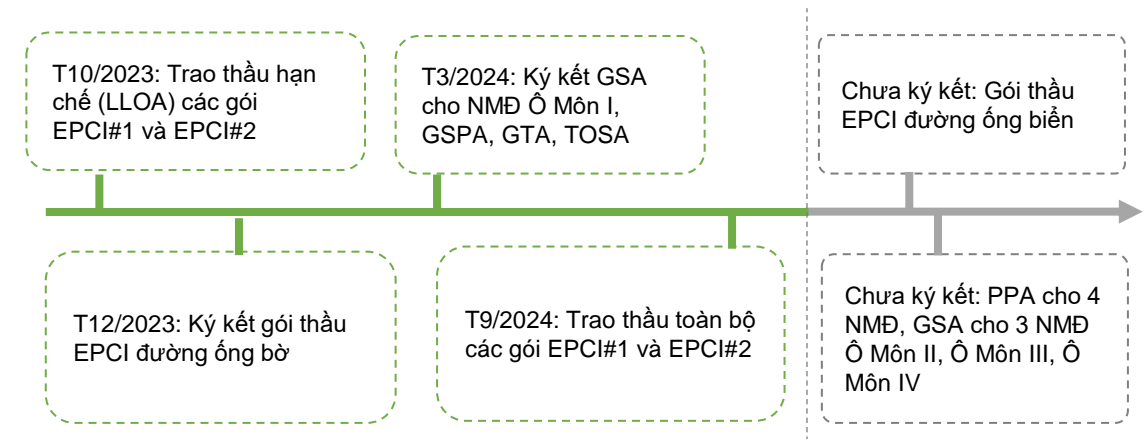 T10/2023: Trao thầu hạn
chế (LLOA) các gói
EPCI#1 và EPCI#2
T3/2024: Ký kết GSA
cho NMĐ Ô Môn I,
GSPA, GTA, TOSA
Chưa ký kết: Gói thầu
EPCI đường ống biển
T12/2023: Ký kết gói thầu
EPCI đường ống bờ
T9/2024: Trao thầu toàn bộ
các gói EPCI#1 và EPCI#2
Chưa ký kết: PPA cho 4
NMĐ, GSA cho 3 NMĐ
Ô Môn II, Ô Môn III, Ô
Môn IV